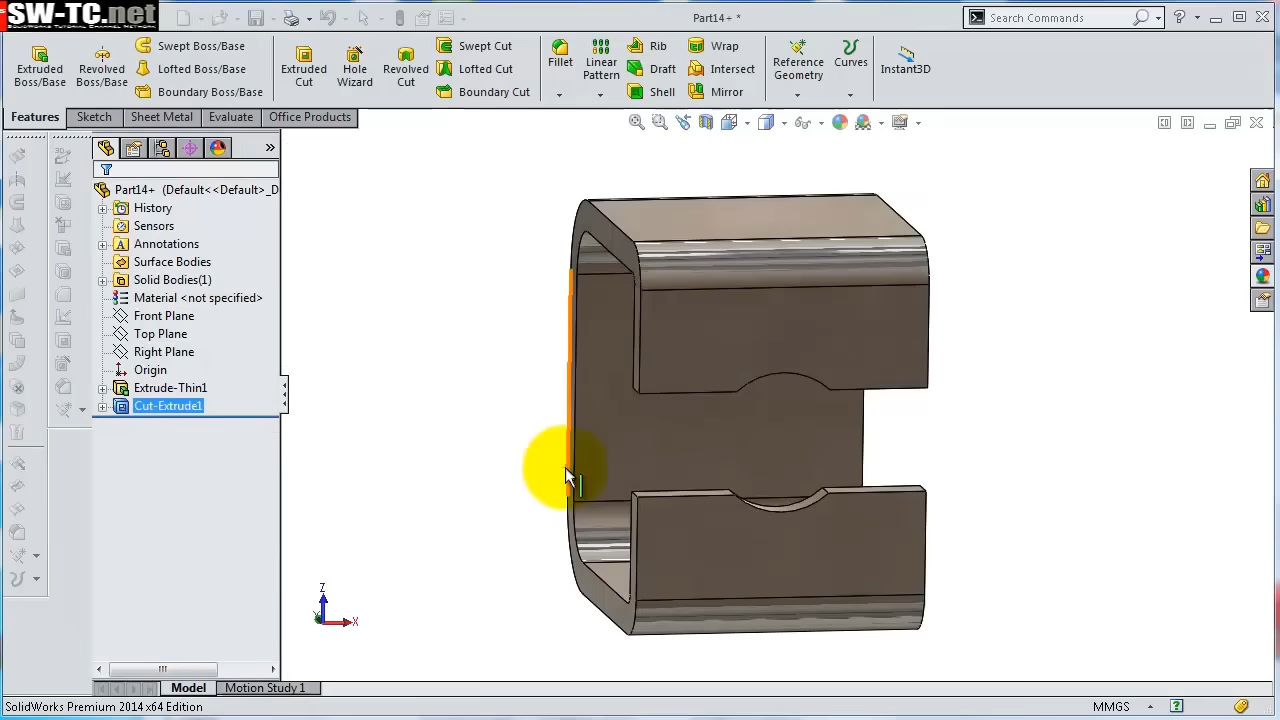 SW-TC.net
SOLIDWORKS TUTORIAL CHANNEL NETWORK
Part14+ *
Search Commands
Extruded Boss/Base
Revolved Boss/Base
Swept Boss/Base
Lofted Boss/Base
Boundary Boss/Base
Extruded Cut
Hole Wizard
Revolved Cut
Swept Cut
Lofted Cut
Boundary Cut
Fillet
Linear Pattern
Rib
Draft
Shell
Wrap
Intersect
Mirror
Reference Geometry
Curves
Instant3D
Features
Sketch
Sheet Metal
Evaluate
Office Products
Part14+ (Default<<Default>_D
History
Sensors
Annotations
Surface Bodies
Solid Bodies(1)
Material <not specified>
Front Plane
Top Plane
Right Plane
Origin
Extrude-Thin1
Cut-Extrude1
Z
X
Model
Motion Study 1
SolidWorks Premium 2014 x64 Edition
MMGS